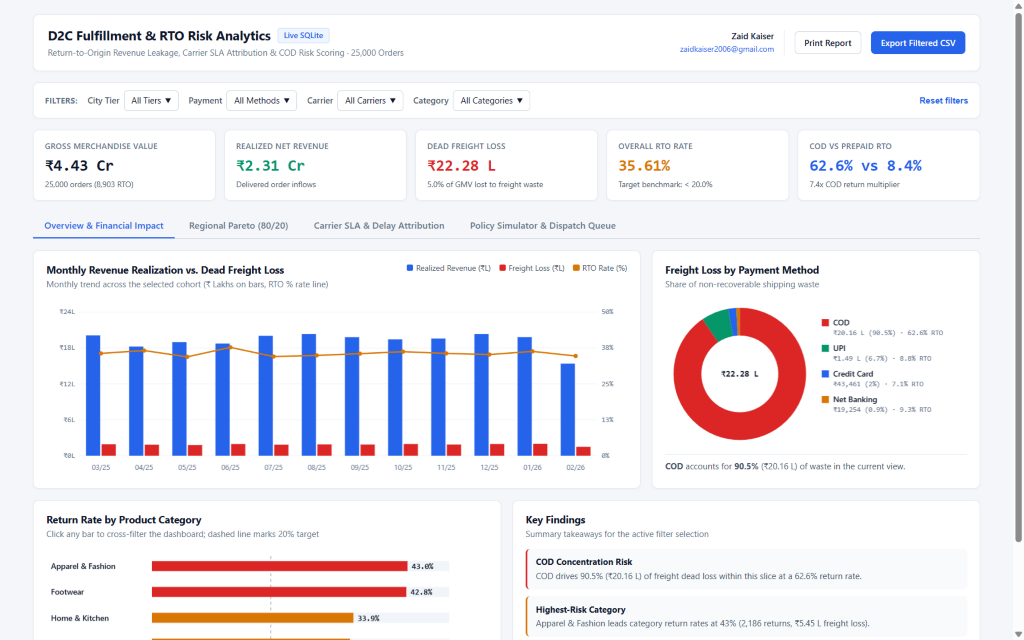 D2C Fulfillment & RTO Risk Analytics Live SQLite
Return-to-Origin Revenue Leakage, Carrier SLA Attribution & COD Risk Scoring · 25,000 Orders
Zaid Kaiser
zaidkaiser2006@gmail.com
Print Report
Export Filtered CSV
FILTERS: City Tier All Tiers ▼ Payment All Methods ▼ Carrier All Carriers ▼ Category All Categories ▼ Reset filters
GROSS MERCHANDISE VALUE
₹4.43 Cr
25,000 orders (8,903 RTO)
REALIZED NET REVENUE
₹2.31 Cr
Delivered order inflows
DEAD FREIGHT LOSS
₹22.28 L
5.0% of GMV lost to freight waste
OVERALL RTO RATE
35.61%
Target benchmark: < 20.0%
COD VS PREPAID RTO
62.6% vs 8.4%
7.4x COD return multiplier
Overview & Financial Impact Regional Pareto (80/20) Carrier SLA & Delay Attribution Policy Simulator & Dispatch Queue
Monthly Revenue Realization vs. Dead Freight Loss
Monthly trend across the selected cohort (₹ Lakhs on bars, RTO % rate line)
Realized Revenue (₹L) Freight Loss (₹L) RTO Rate (%)
₹24L 50%
₹18L 38%
₹12L 25%
₹6L 13%
₹0L 0%
03/25 04/25 05/25 06/25 07/25 08/25 09/25 10/25 11/25 12/25 01/26 02/26
Freight Loss by Payment Method
Share of non-recoverable shipping waste
₹22.28 L
COD
₹20.16 L (90.5%) · 62.6% RTO
UPI
₹1.49 L (6.7%) · 8.8% RTO
Credit Card
₹43,461 (2%) · 7.1% RTO
Net Banking
₹19,254 (0.9%) · 9.3% RTO
COD accounts for 90.5% (₹20.16 L) of waste in the current view.
Return Rate by Product Category
Click any bar to cross-filter the dashboard; dashed line marks 20% target
Apparel & Fashion 43.0%
Footwear 42.8%
Home & Kitchen 33.9%
Key Findings
Summary takeaways for the active filter selection
COD Concentration Risk
COD drives 90.5% (₹20.16 L) of freight dead loss within this slice at a 62.6% return rate.
Highest-Risk Category
Apparel & Fashion leads category return rates at 43% (2,186 returns, ₹5.45 L freight loss).